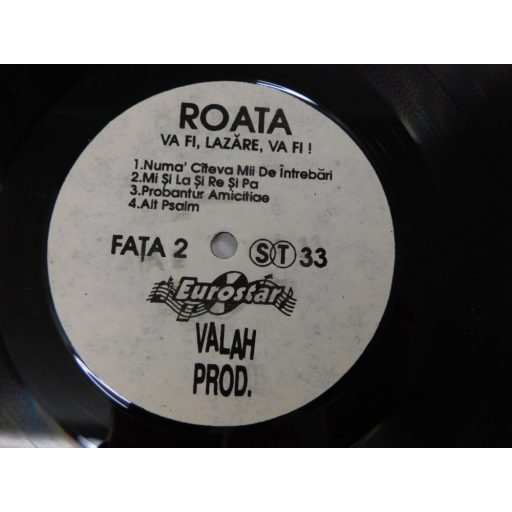 ROATA
VA FI, LAZĂRE, VA FI !
1.Numa' Cîteva Mii De Întrebări
2.Mi Și La Și Re Și Pa
3.Probantur Amicitiae
4.Alt Psalm
FAȚA 2 ST 33
Eurostar
VALAH
PROD.